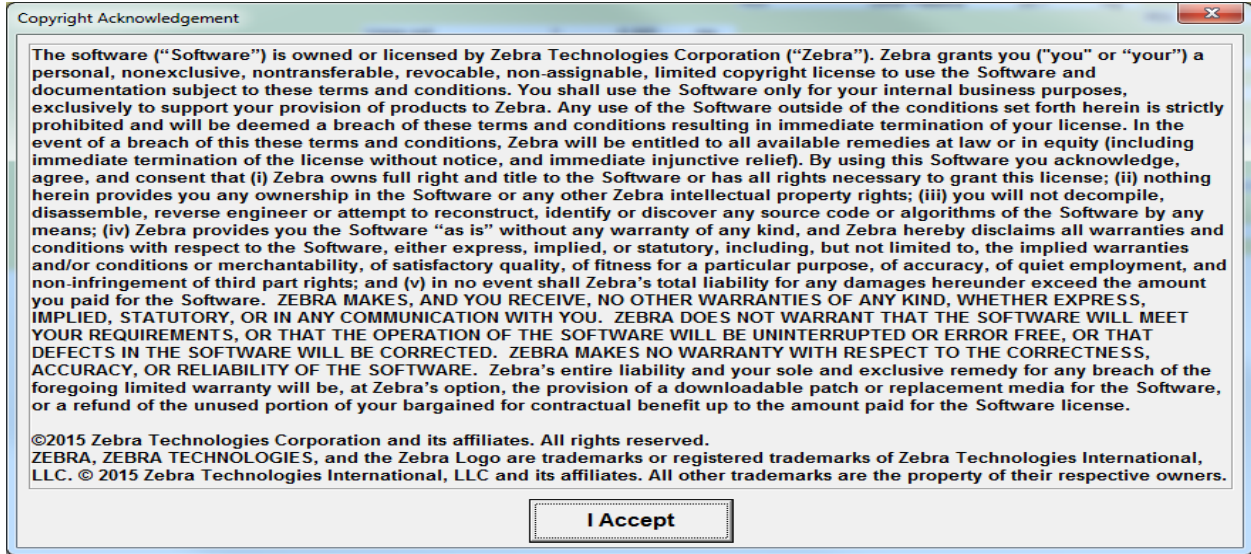 Copyright Acknowledgement
The software (“Software”) is owned or licensed by Zebra Technologies Corporation (“Zebra”). Zebra grants you ("you" or “your”) a
personal, nonexclusive, nontransferable, revocable, non-assignable, limited copyright license to use the Software and
documentation subject to these terms and conditions. You shall use the Software only for your internal business purposes,
exclusively to support your provision of products to Zebra. Any use of the Software outside of the conditions set forth herein is strictly
prohibited and will be deemed a breach of these terms and conditions resulting in immediate termination of your license. In the
event of a breach of this these terms and conditions, Zebra will be entitled to all available remedies at law or in equity (including
immediate termination of the license without notice, and immediate injunctive relief). By using this Software you acknowledge,
agree, and consent that (i) Zebra owns full right and title to the Software or has all rights necessary to grant this license; (ii) nothing
herein provides you any ownership in the Software or any other Zebra intellectual property rights; (iii) you will not decompile,
disassemble, reverse engineer or attempt to reconstruct, identify or discover any source code or algorithms of the Software by any
means; (iv) Zebra provides you the Software “as is” without any warranty of any kind, and Zebra hereby disclaims all warranties and
conditions with respect to the Software, either express, implied, or statutory, including, but not limited to, the implied warranties
and/or conditions or merchantability, of satisfactory quality, of fitness for a particular purpose, of accuracy, of quiet employment, and
non-infringement of third part rights; and (v) in no event shall Zebra’s total liability for any damages hereunder exceed the amount
you paid for the Software.  ZEBRA MAKES, AND YOU RECEIVE, NO OTHER WARRANTIES OF ANY KIND, WHETHER EXPRESS,
IMPLIED, STATUTORY, OR IN ANY COMMUNICATION WITH YOU.  ZEBRA DOES NOT WARRANT THAT THE SOFTWARE WILL MEET
YOUR REQUIREMENTS, OR THAT THE OPERATION OF THE SOFTWARE WILL BE UNINTERRUPTED OR ERROR FREE, OR THAT
DEFECTS IN THE SOFTWARE WILL BE CORRECTED.  ZEBRA MAKES NO WARRANTY WITH RESPECT TO THE CORRECTNESS,
ACCURACY, OR RELIABILITY OF THE SOFTWARE.  Zebra’s entire liability and your sole and exclusive remedy for any breach of the
foregoing limited warranty will be, at Zebra’s option, the provision of a downloadable patch or replacement media for the Software,
or a refund of the unused portion of your bargained for contractual benefit up to the amount paid for the Software license.
©2015 Zebra Technologies Corporation and its affiliates. All rights reserved.
ZEBRA, ZEBRA TECHNOLOGIES, and the Zebra Logo are trademarks or registered trademarks of Zebra Technologies International,
LLC. © 2015 Zebra Technologies International, LLC and its affiliates. All other trademarks are the property of their respective owners.
I Accept